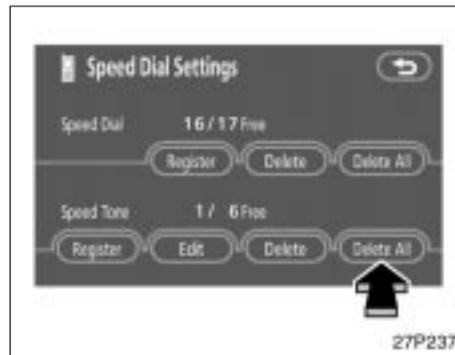 Speed Dial Settings
Speed Dial 16/17 Free
Register Delete Delete All
Speed Tone 1/ 6 Free
Register Edit Delete Delete All
27P237